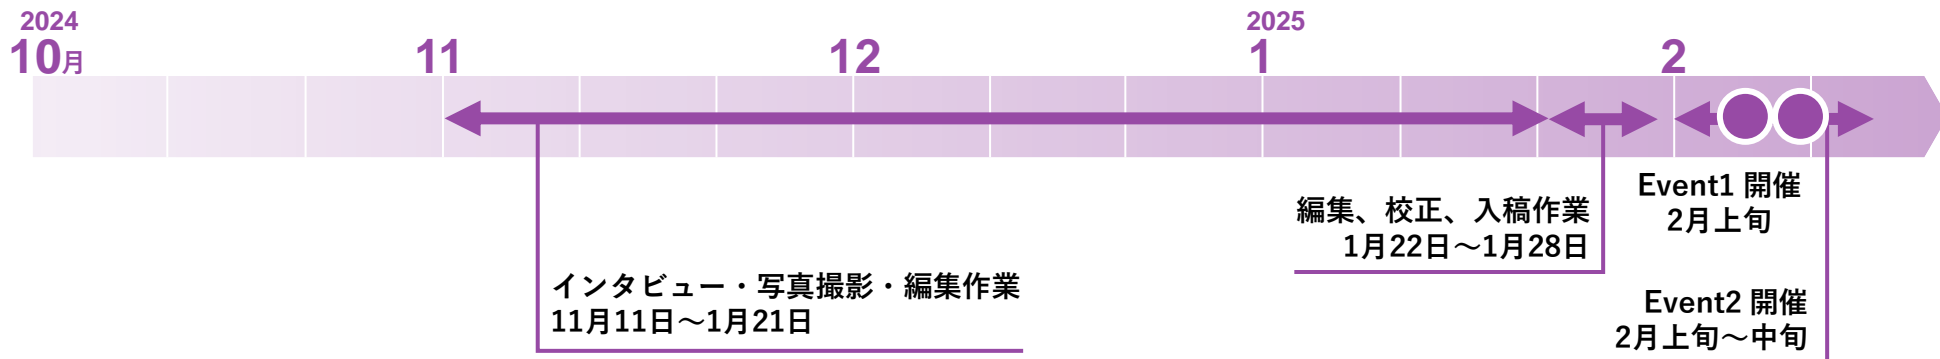 2024
10月
11
12
2025
1
2
Event1 開催
2月上旬
編集、校正、入稿作業
1月22日～1月28日
インタビュー・写真撮影・編集作業
11月11日～1月21日
Event2 開催
2月上旬～中旬